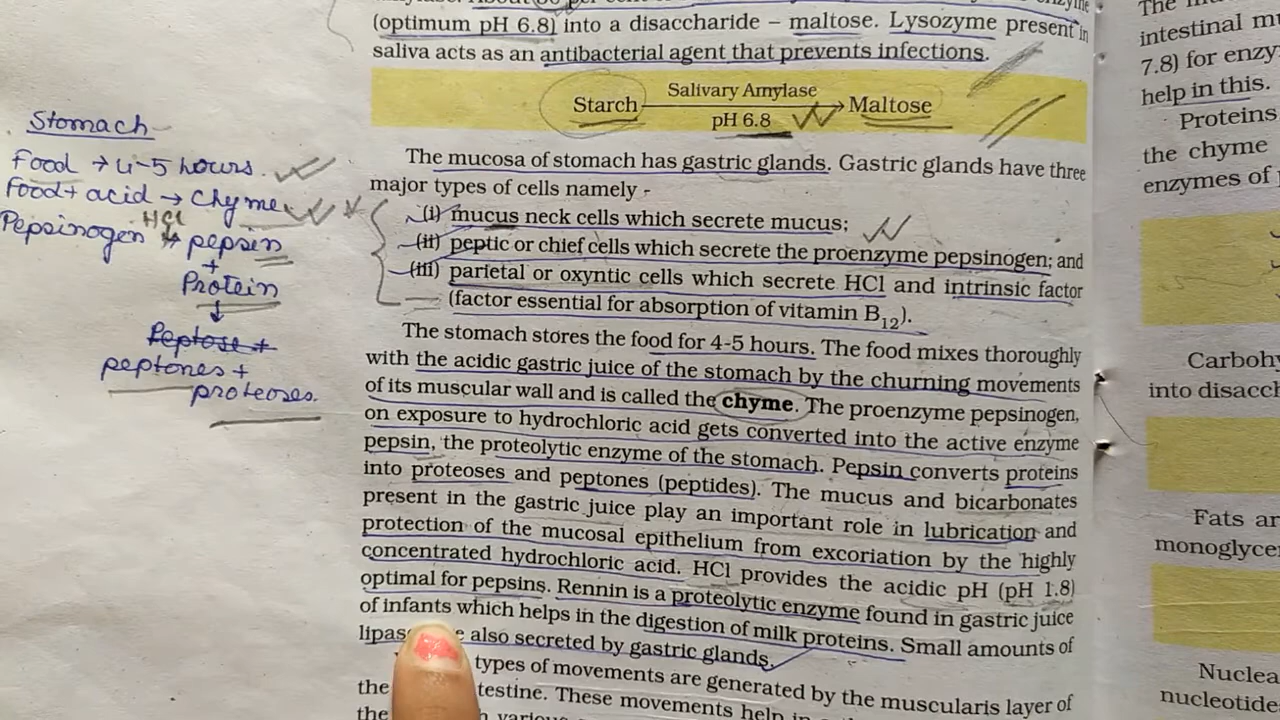 (optimum pH 6.8) into a disaccharide – maltose. Lysozyme present in
saliva acts as an antibacterial agent that prevents infections.
Starch Salivary Amylase Maltose
pH 6.8
Stomach
Food → 4-5 hours.
Food + acid → Chyme
Pepsinogen HCl → pepsin
+
Protein
↓
Peptose +
peptones +
proteoses.
The mucosa of stomach has gastric glands. Gastric glands have three
major types of cells namely -
(i) mucus neck cells which secrete mucus;
(ii) peptic or chief cells which secrete the proenzyme pepsinogen; and
(iii) parietal or oxyntic cells which secrete HCl and intrinsic factor
(factor essential for absorption of vitamin B12).
The stomach stores the food for 4-5 hours. The food mixes thoroughly
with the acidic gastric juice of the stomach by the churning movements
of its muscular wall and is called the chyme. The proenzyme pepsinogen,
on exposure to hydrochloric acid gets converted into the active enzyme
pepsin, the proteolytic enzyme of the stomach. Pepsin converts proteins
into proteoses and peptones (peptides). The mucus and bicarbonates
present in the gastric juice play an important role in lubrication and
protection of the mucosal epithelium from excoriation by the highly
concentrated hydrochloric acid. HCl provides the acidic pH (pH 1.8)
optimal for pepsins. Rennin is a proteolytic enzyme found in gastric juice
of infants which helps in the digestion of milk proteins. Small amounts of
also secreted by gastric glands.
types of movements are generated by the muscularis layer of
the testine. These movements help in
the various
intestinal
7.8) for
help in this.
Proteins
the chyme
enzymes of
into
Fats